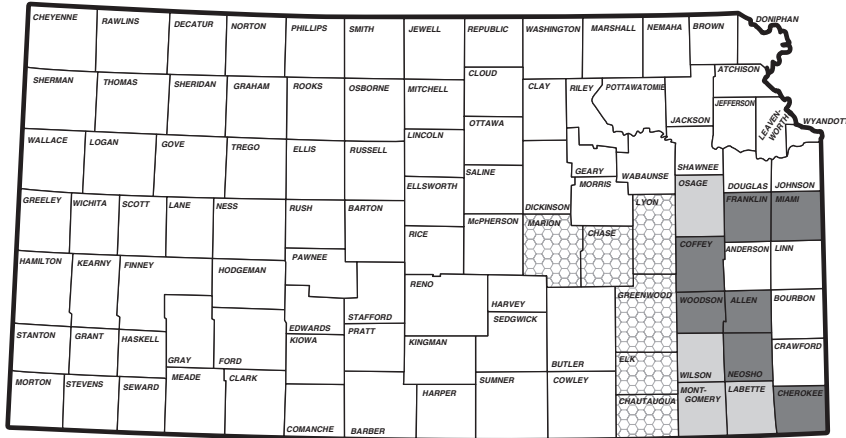 CHEYENNE
RAWLINS
DECATUR
NORTON
PHILLIPS
SMITH
JEWELL
REPUBLIC
WASHINGTON
MARSHALL
NEMAHA
BROWN
DONIPHAN
SHERMAN
THOMAS
SHERIDAN
GRAHAM
ROOKS
OSBORNE
MITCHELL
CLOUD
CLAY
RILEY
POTTAWATOMIE
ATCHISON
JACKSON
JEFFERSON
LEAVEN-
WORTH
WYANDOTT
WALLACE
LOGAN
GOVE
TREGO
ELLIS
RUSSELL
LINCOLN
OTTAWA
SALINE
ELLSWORTH
DICKINSON
GEARY
MORRIS
WABAUNSE
SHAWNEE
OSAGE
DOUGLAS
JOHNSON
GREELEY
WICHITA
SCOTT
LANE
NESS
RUSH
BARTON
RICE
McPHERSON
MARION
CHASE
LYON
FRANKLIN
MIAMI
HAMILTON
KEARNY
FINNEY
HODGEMAN
PAWNEE
RENO
HARVEY
COFFEY
ANDERSON
LINN
EDWARDS
STAFFORD
SEDGWICK
GREENWOOD
WOODSON
ALLEN
BOURBON
STANTON
GRANT
HASKELL
GRAY
FORD
KIOWA
PRATT
KINGMAN
BUTLER
ELK
WILSON
NEOSHO
CRAWFORD
MORTON
STEVENS
SEWARD
MEADE
CLARK
COMANCHE
BARBER
HARPER
SUMNER
COWLEY
CHAUTAUQUA
MONT-
GOMERY
LABETTE
CHEROKEE